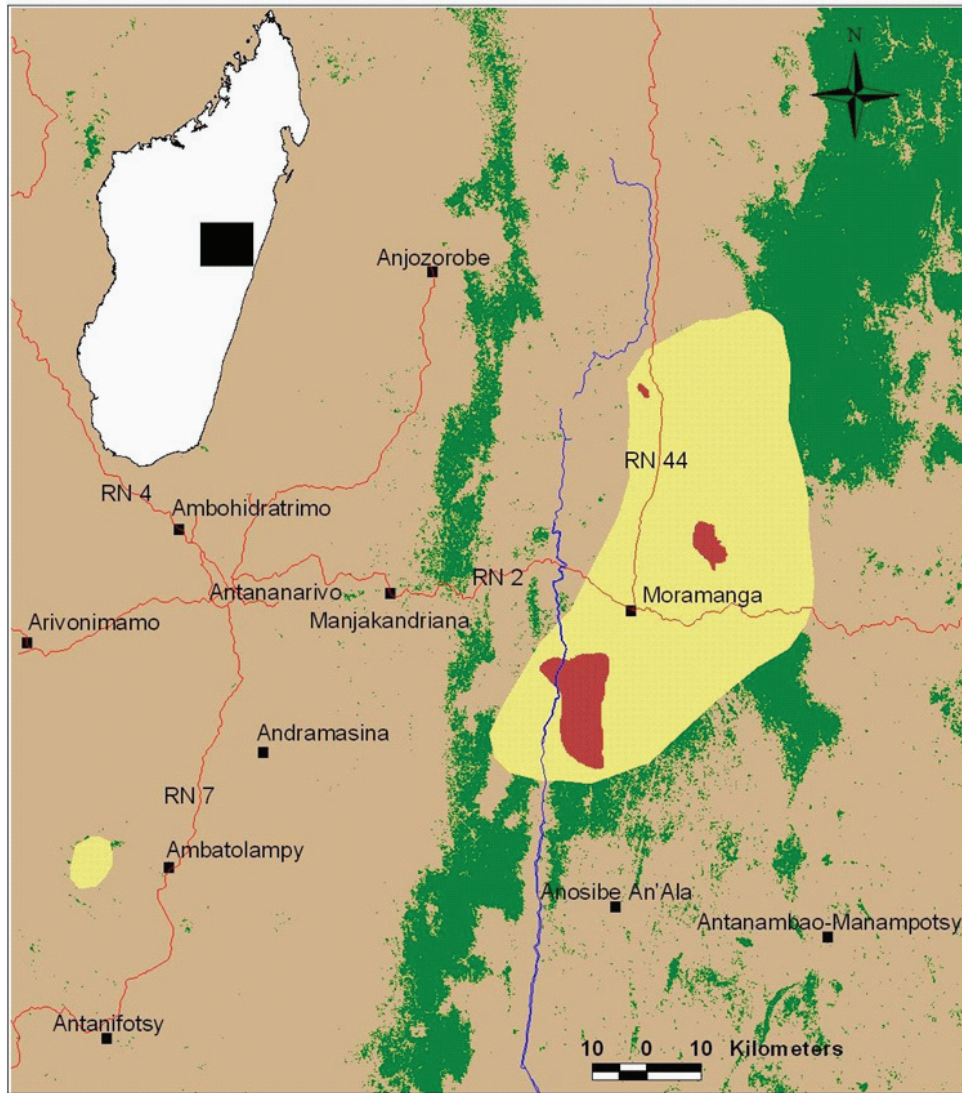 N
Anjozorobe
RN 44
RN 4
Ambohidratrimo
RN 2
Antananarivo
Manjakandriana
Moramanga
Arivonimamo
Andramasina
RN 7
Ambatolampy
Anosibe An'Ala
Antanambao-Manampotsy
Antanifotsy
10 0 10 Kilometers